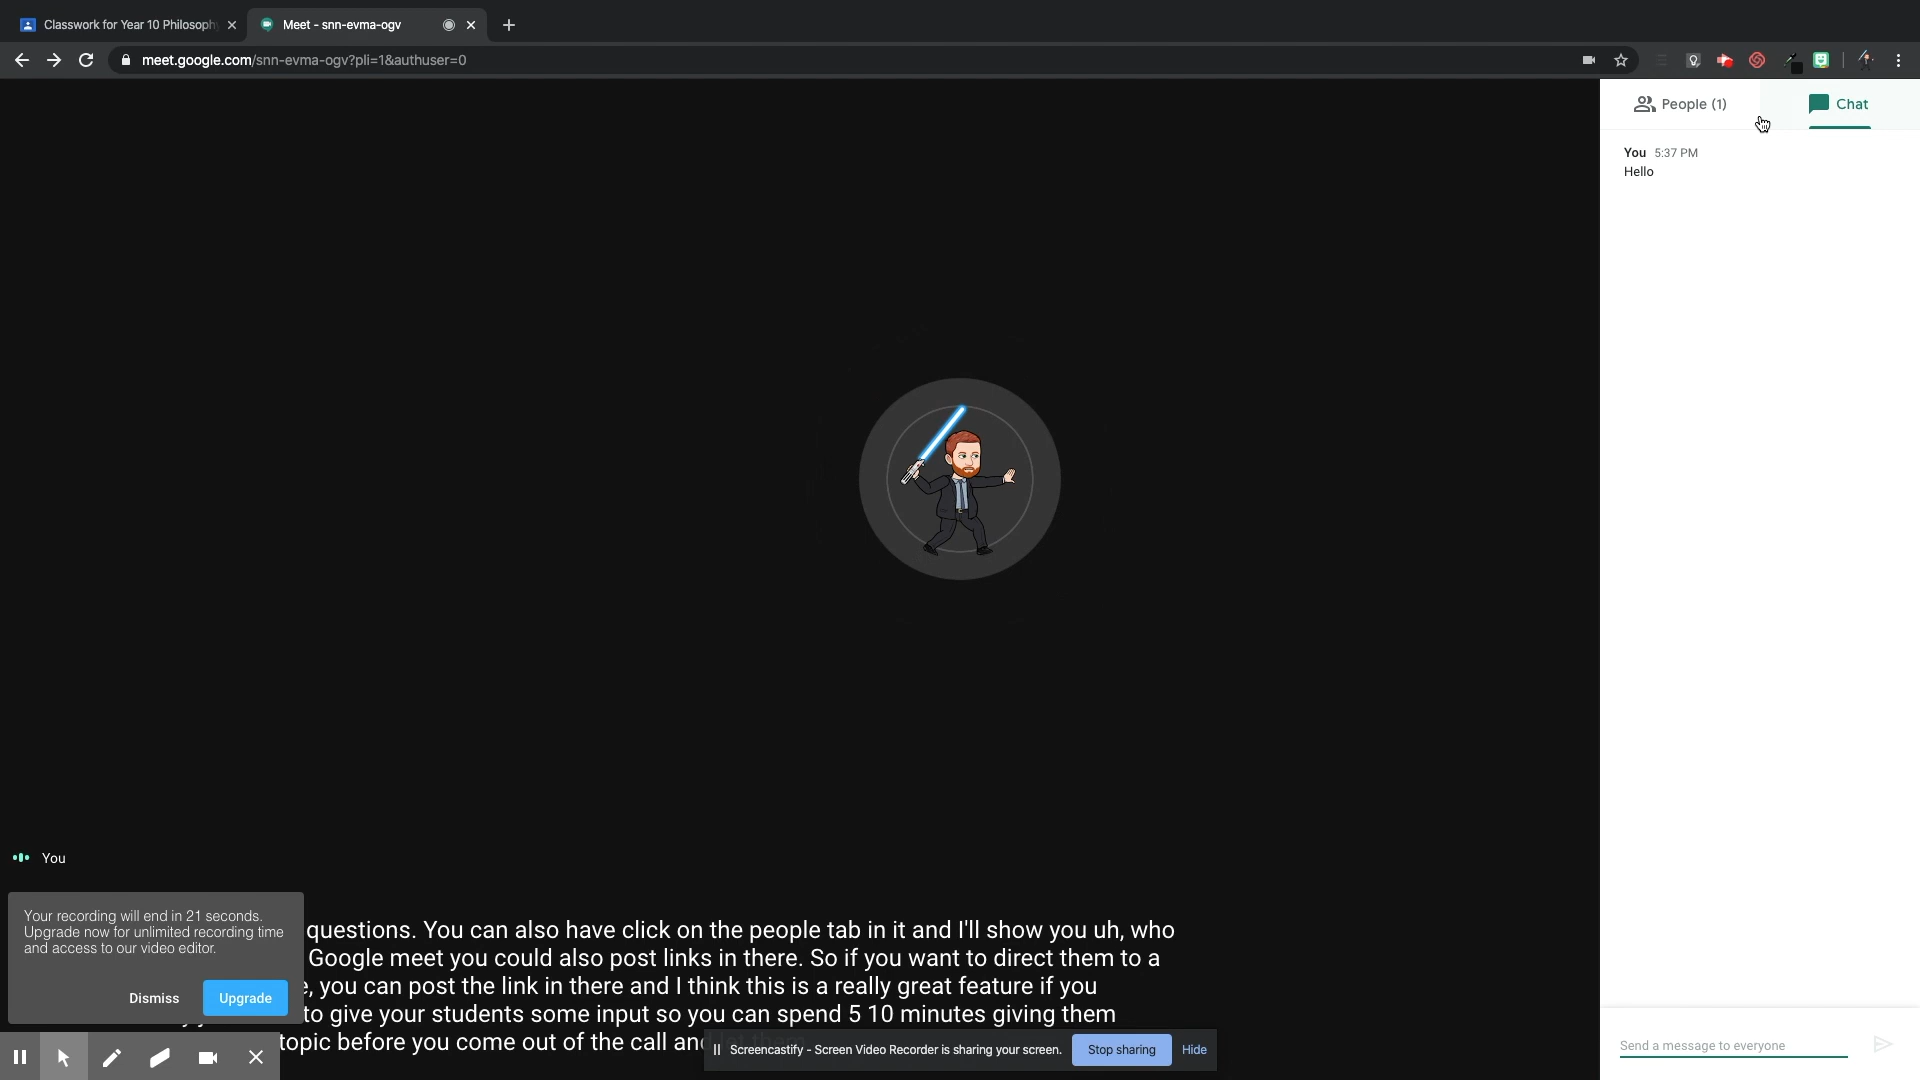 Classwork for Year 10 Philosoph
Meet - snn-evma-ogv
meet.google.com/snn-evma-ogv?pli=1&authuser=0
People (1)
Chat
You 5:37 PM
Hello
You
Your recording will end in 21 seconds.
Upgrade now for unlimited recording time
and access to our video editor.
Dismiss
Upgrade
questions. You can also have click on the people tab in it and I'll show you uh, who
Google meet you could also post links in there. So if you want to direct them to a
you can post the link in there and I think this is a really great feature if you
to give your students some input so you can spend 5 10 minutes giving them
topic before you come out of the call and
Screencastify - Screen Video Recorder is sharing your screen.
Stop sharing
Hide
Send a message to everyone